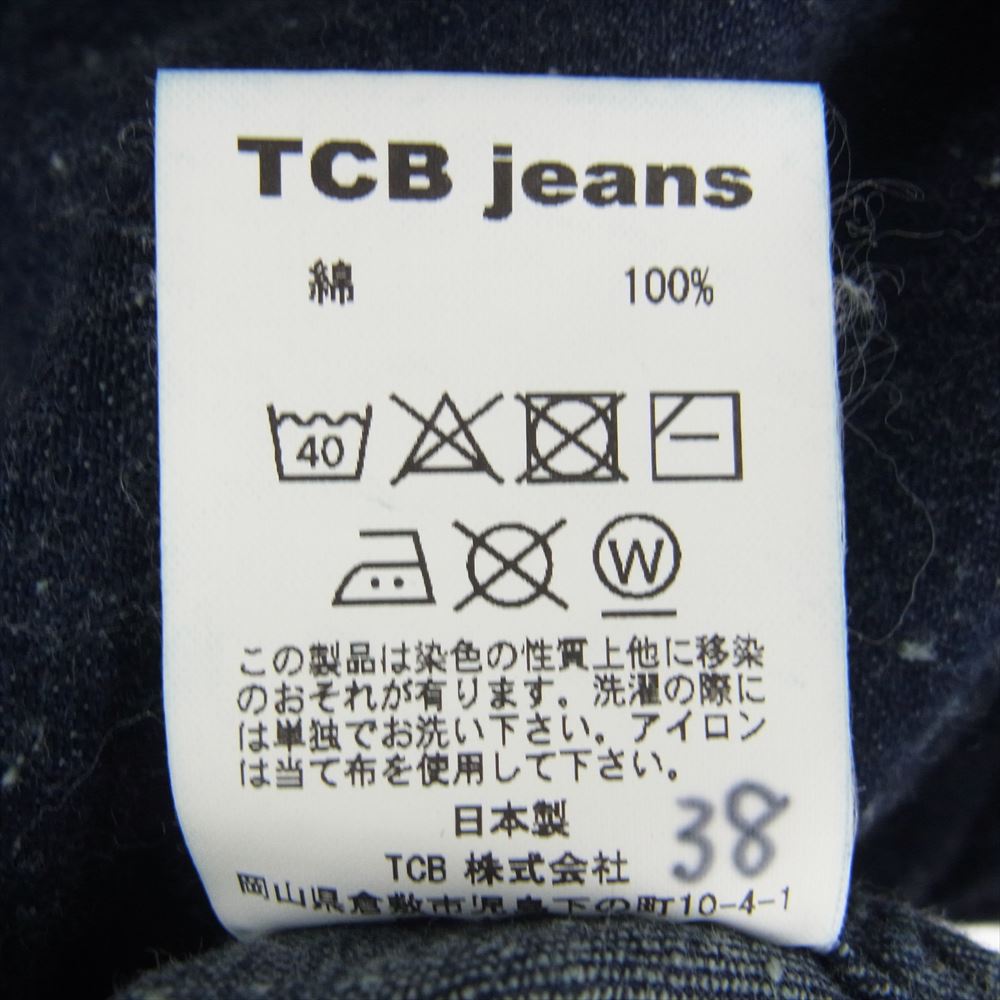 TCB jeans
綿 100%
40
W
この製品は染色の性質上他に移染
のおそれが有ります。洗濯の際に
は単独でお洗い下さい。アイロン
は当て布を使用して下さい。
日本製
38
TCB 株式会社
岡山県倉敷市児島下の町10-4-1